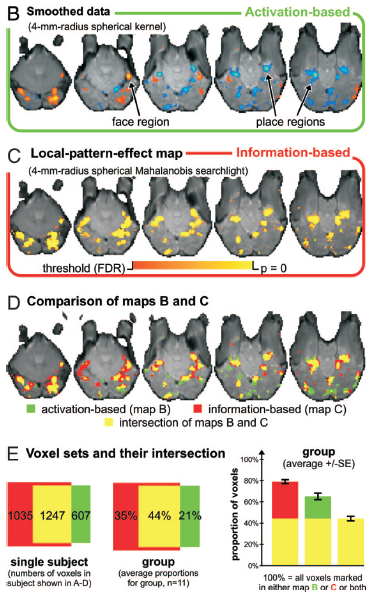 B Smoothed data Activation-based
(4-mm-radius spherical kernel)
face region place regions
C Local-pattern-effect map Information-based
(4-mm-radius spherical Mahalanobis searchlight)
threshold (FDR) p = 0
D Comparison of maps B and C
activation-based (map B) information-based (map C)
intersection of maps B and C
E Voxel sets and their intersection
group
(average +/-SE)
100%
80%
60%
40%
20%
0%
proportion of voxels
1035 1247 607
35% 44% 21%
single subject
(numbers of voxels in
subject shown in A-D)
group
(average proportions
for group, n=11)
100% = all voxels marked
in either map B or C or both